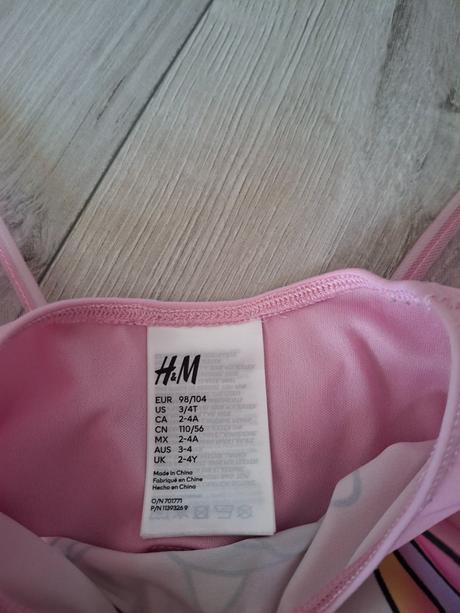 H&M
EUR 98/104
US 3/4T
CA 2-4A
CN 110/56
MX 2-4A
AUS 3-4
UK 2-4Y
Made in China
Fabriqué en Chine
Hecho en China
O/N 701771
P/N 1139326 9